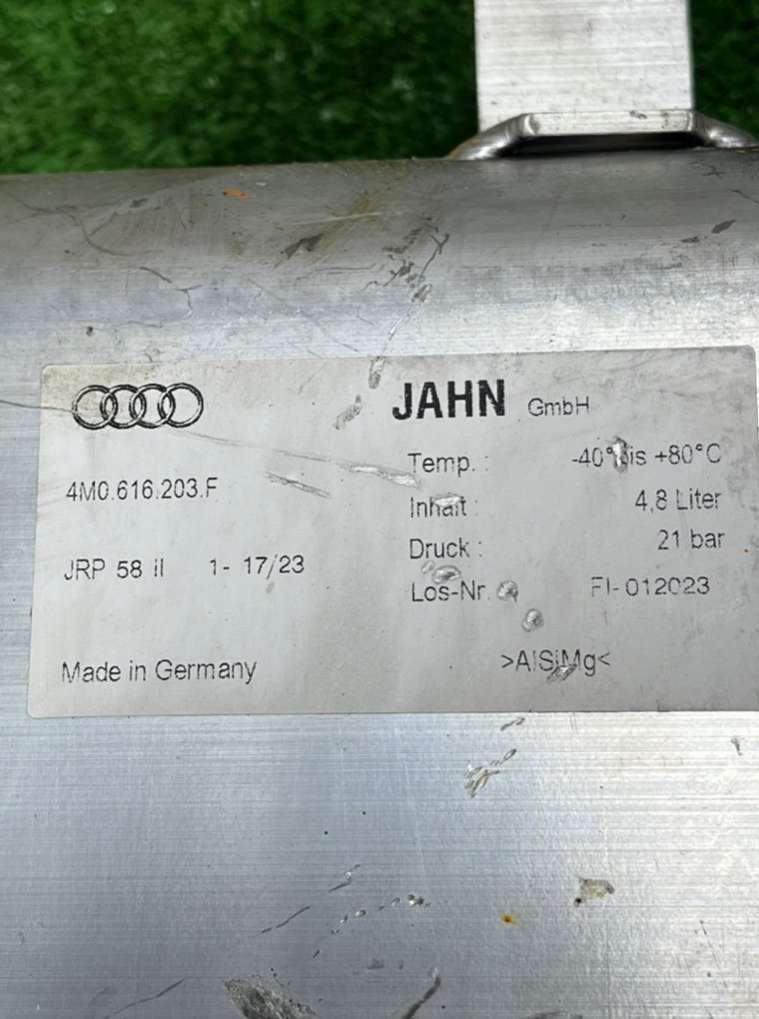 JAHN GmbH
4M0.616.203.F
Temp. : -40° bis +80°C
Inhalt : 4,8 Liter
Druck : 21 bar
JRP 58 il 1- 17/23
Los-Nr. FI-012023
Made in Germany
>AlSiMg<